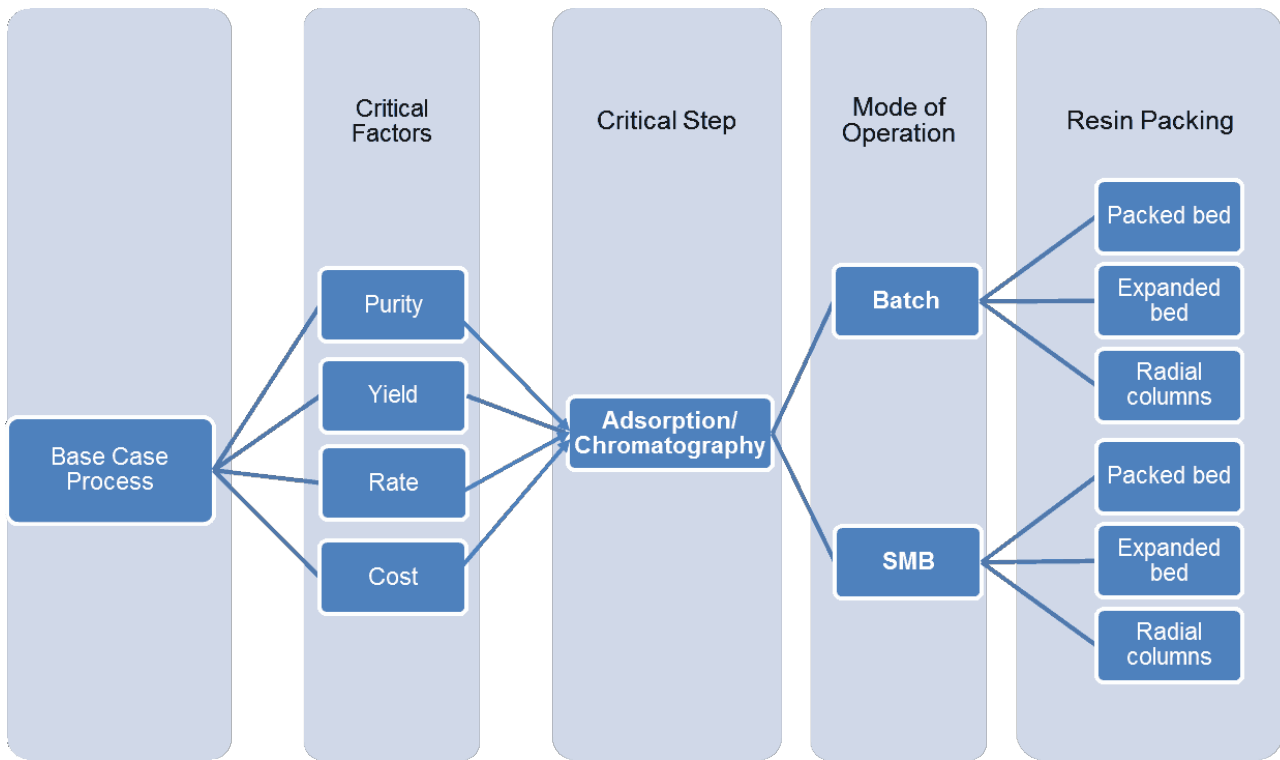 Critical
Factors
Critical Step
Mode of
Operation
Resin Packing
Base Case
Process
Purity
Yield
Rate
Cost
Adsorption/
Chromatography
Batch
SMB
Packed bed
Expanded
bed
Radial
columns
Packed bed
Expanded
bed
Radial
columns